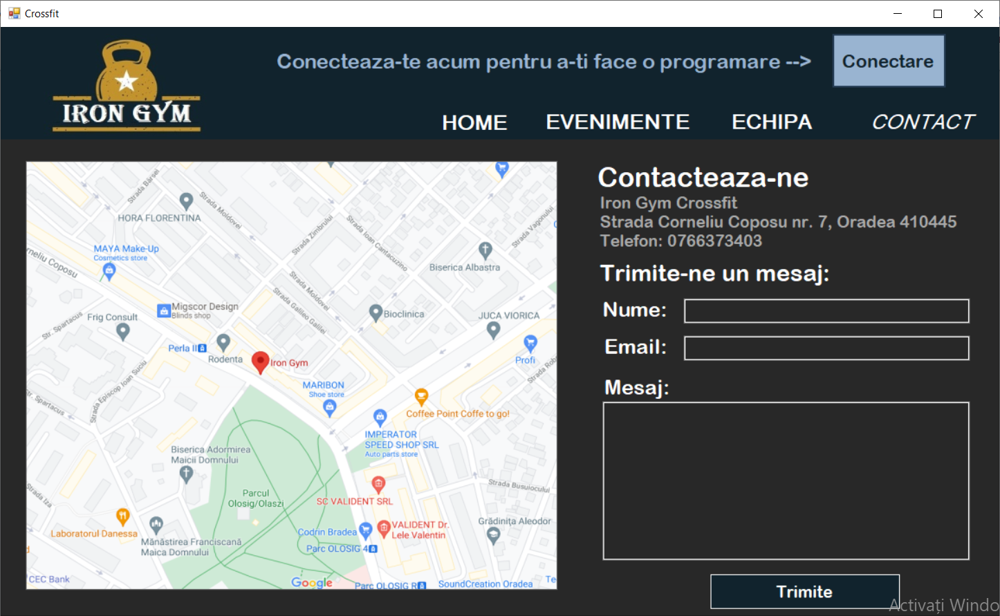 Crossfit
Conecteaza-te acum pentru a-ti face o programare -->
Conectare
IRON GYM
HOME
EVENIMENTE
ECHIPA
CONTACT
Strada Bârsei
Strada Moldovei
HORA FLORENTINA
Strada Zimbrului
Strada Ioan Cantacuzino
Strada Vagonului
MAYA Make-Up
Cosmetics store
neliu Coposu
Biserica Albastra
Strada Moldovei
Strada Galileo Galilei
Migscor Design
Blinds shop
Frig Consult
Str. Spartacus
Bioclinica
JUCA VIORICA
Perla II
Rodenta
Iron Gym
Profi
Strada Rob
Strada Episcop Ioan Suciu
MARIBON
Shoe store
Str. Spartacus
Coffee Point Coffe to go!
IMPERATOR
SPEED SHOP SRL
Auto parts store
Biserica Adormirea
Maicii Domnului
Strada Busuiocului
Strada Iza
Parcul
Olosig/Olaszi
SC VALIDENT SRL
VALIDENT Dr.
Lele Valentin
Grădinița Aleodor
Laboratorul Danessa
Codrin Bradea
Mănăstirea Franciscană
Maica Domnului
Parc OLOSIG 4
CEC Bank
Google
Parc OLOSIG R
SoundCreation Oradea
Te
Contacteaza-ne
Iron Gym Crossfit
Strada Corneliu Coposu nr. 7, Oradea 410445
Telefon: 0766373403
Trimite-ne un mesaj:
Nume:
Email:
Mesaj:
Trimite
Activati Windo